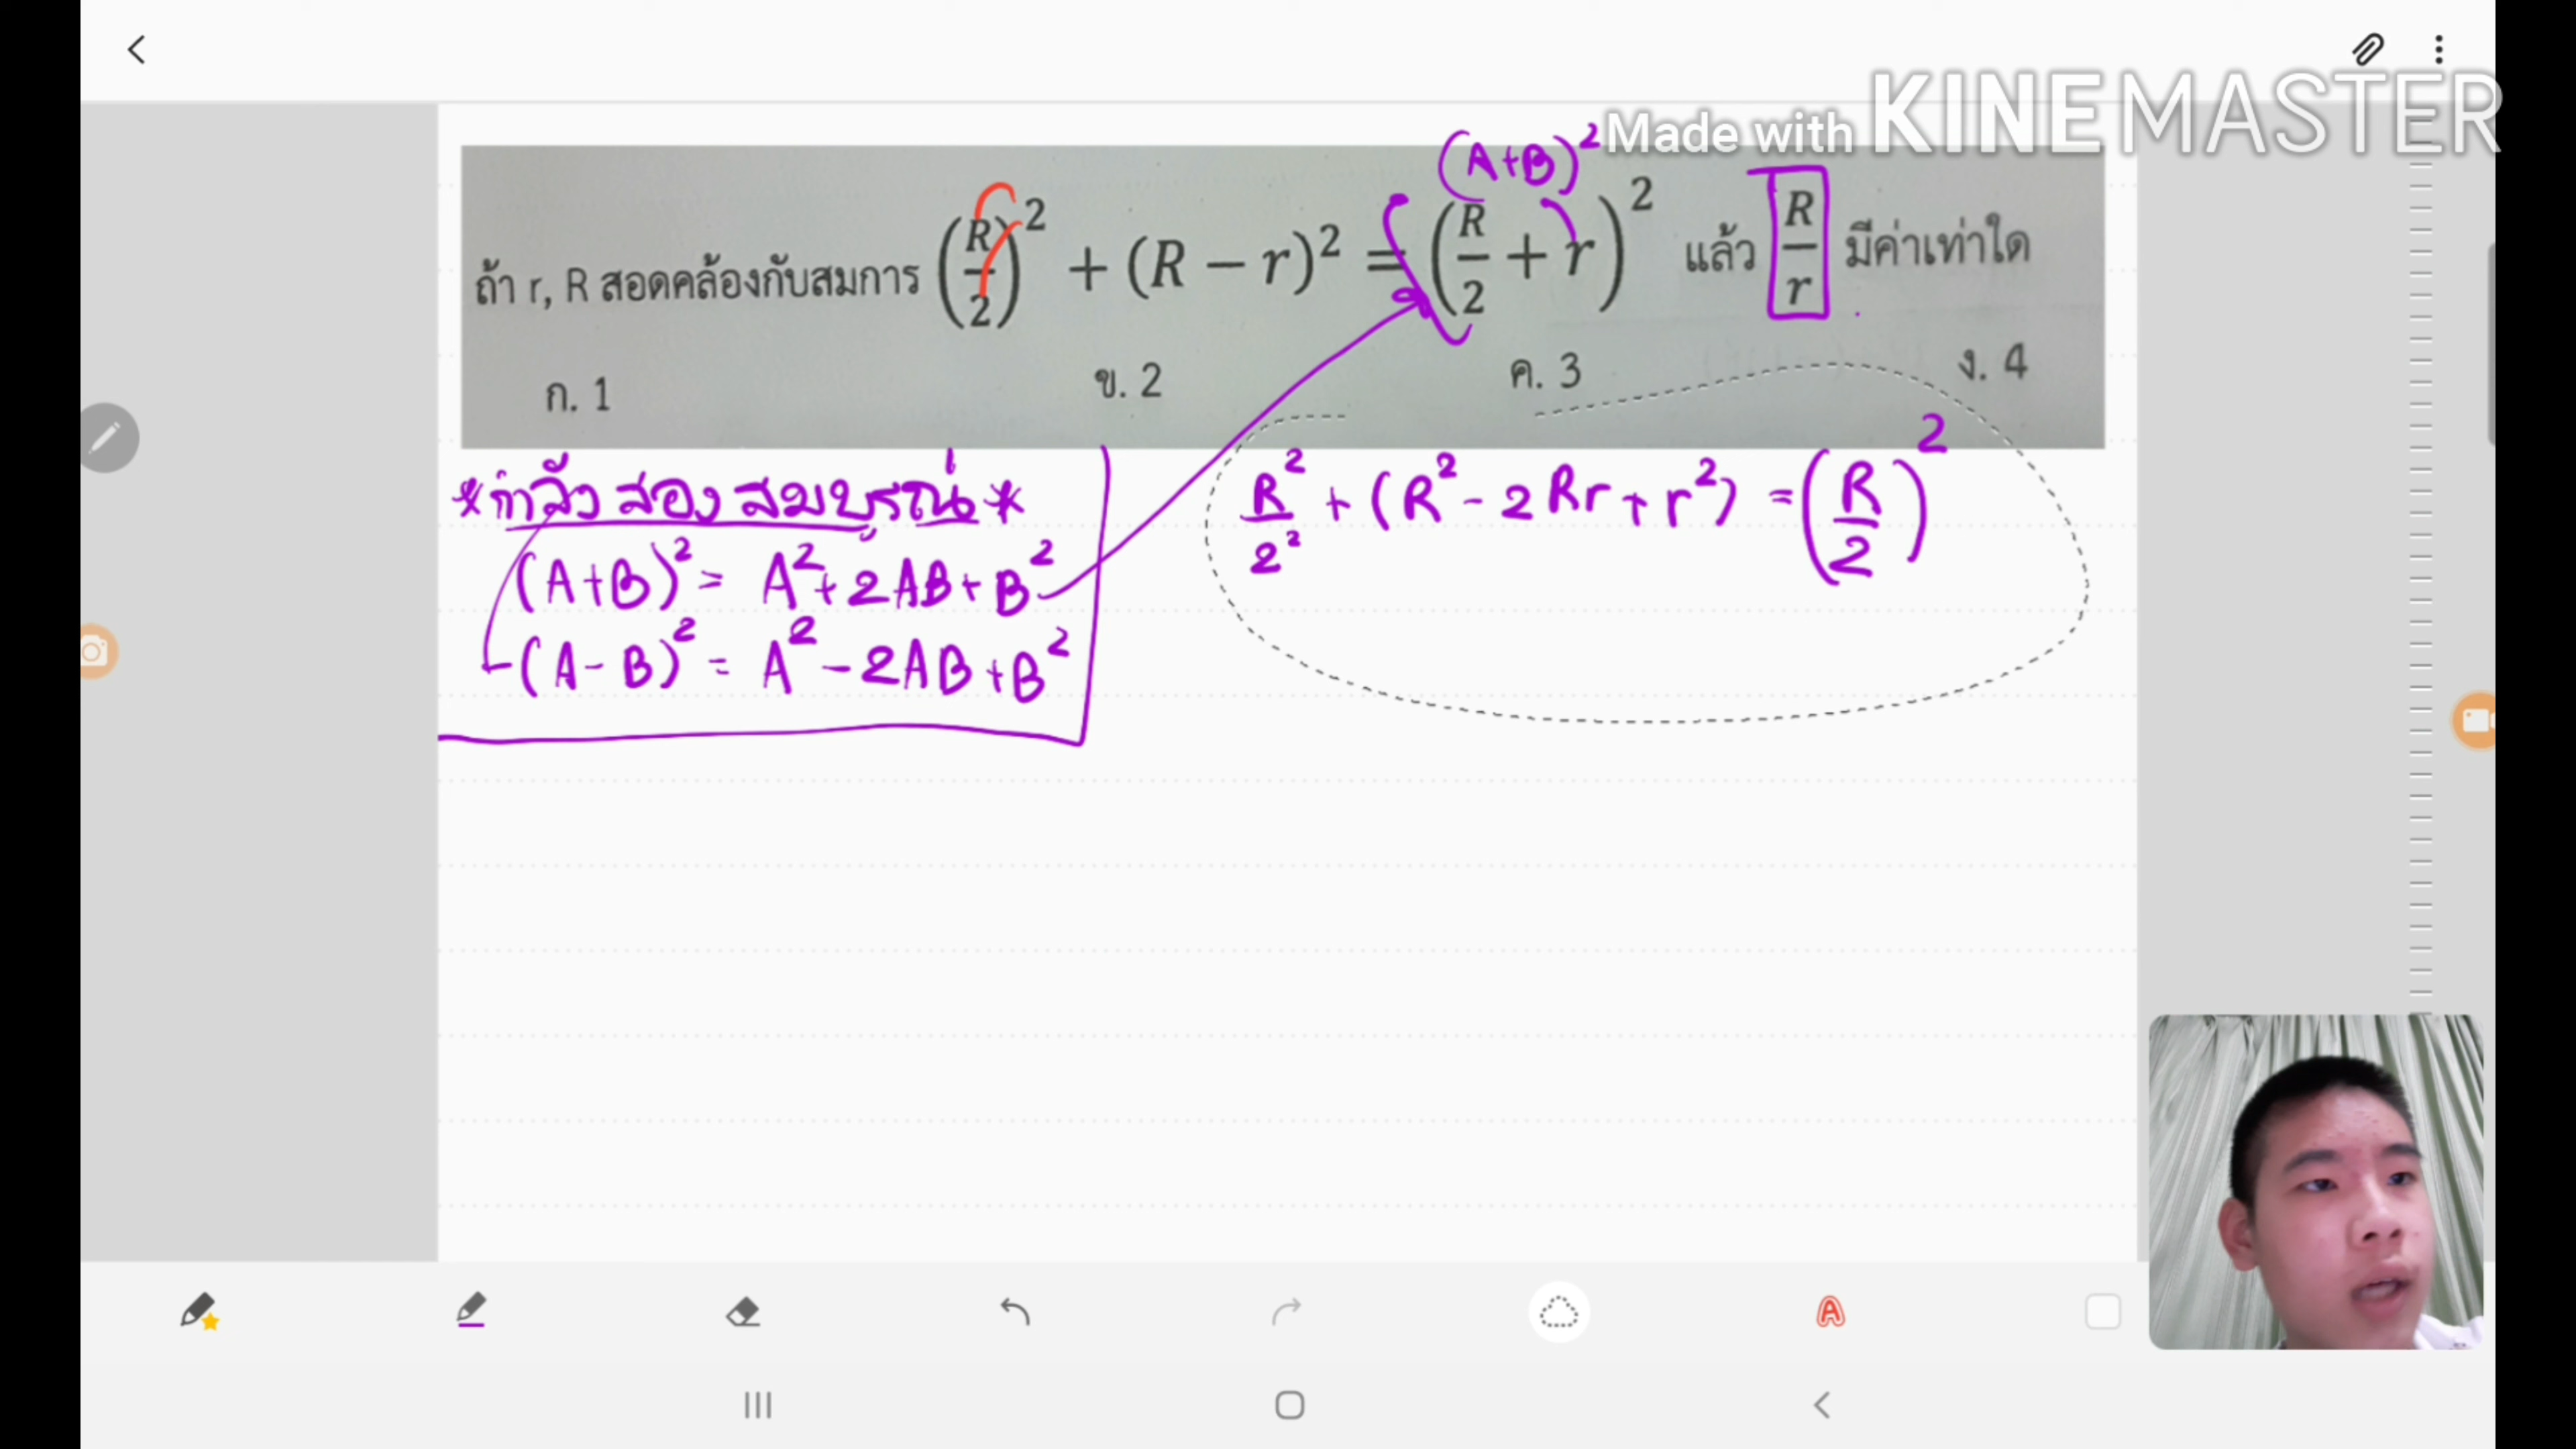 Made with KINEMASTER
(A+B)²
ถ้า r, R สอดคล้องกับสมการ (R/2)² + (R − r)² = (R/2 + r)² แล้ว R/r มีค่าเท่าใด
ก. 1 ข. 2 ค. 3 ง. 4
*กำลังสองสมบูรณ์*
(A+B)² = A²+2AB+B²
(A-B)² = A²-2AB+B²
R²/2² + (R² - 2Rr + r²) = (R/2)²
A